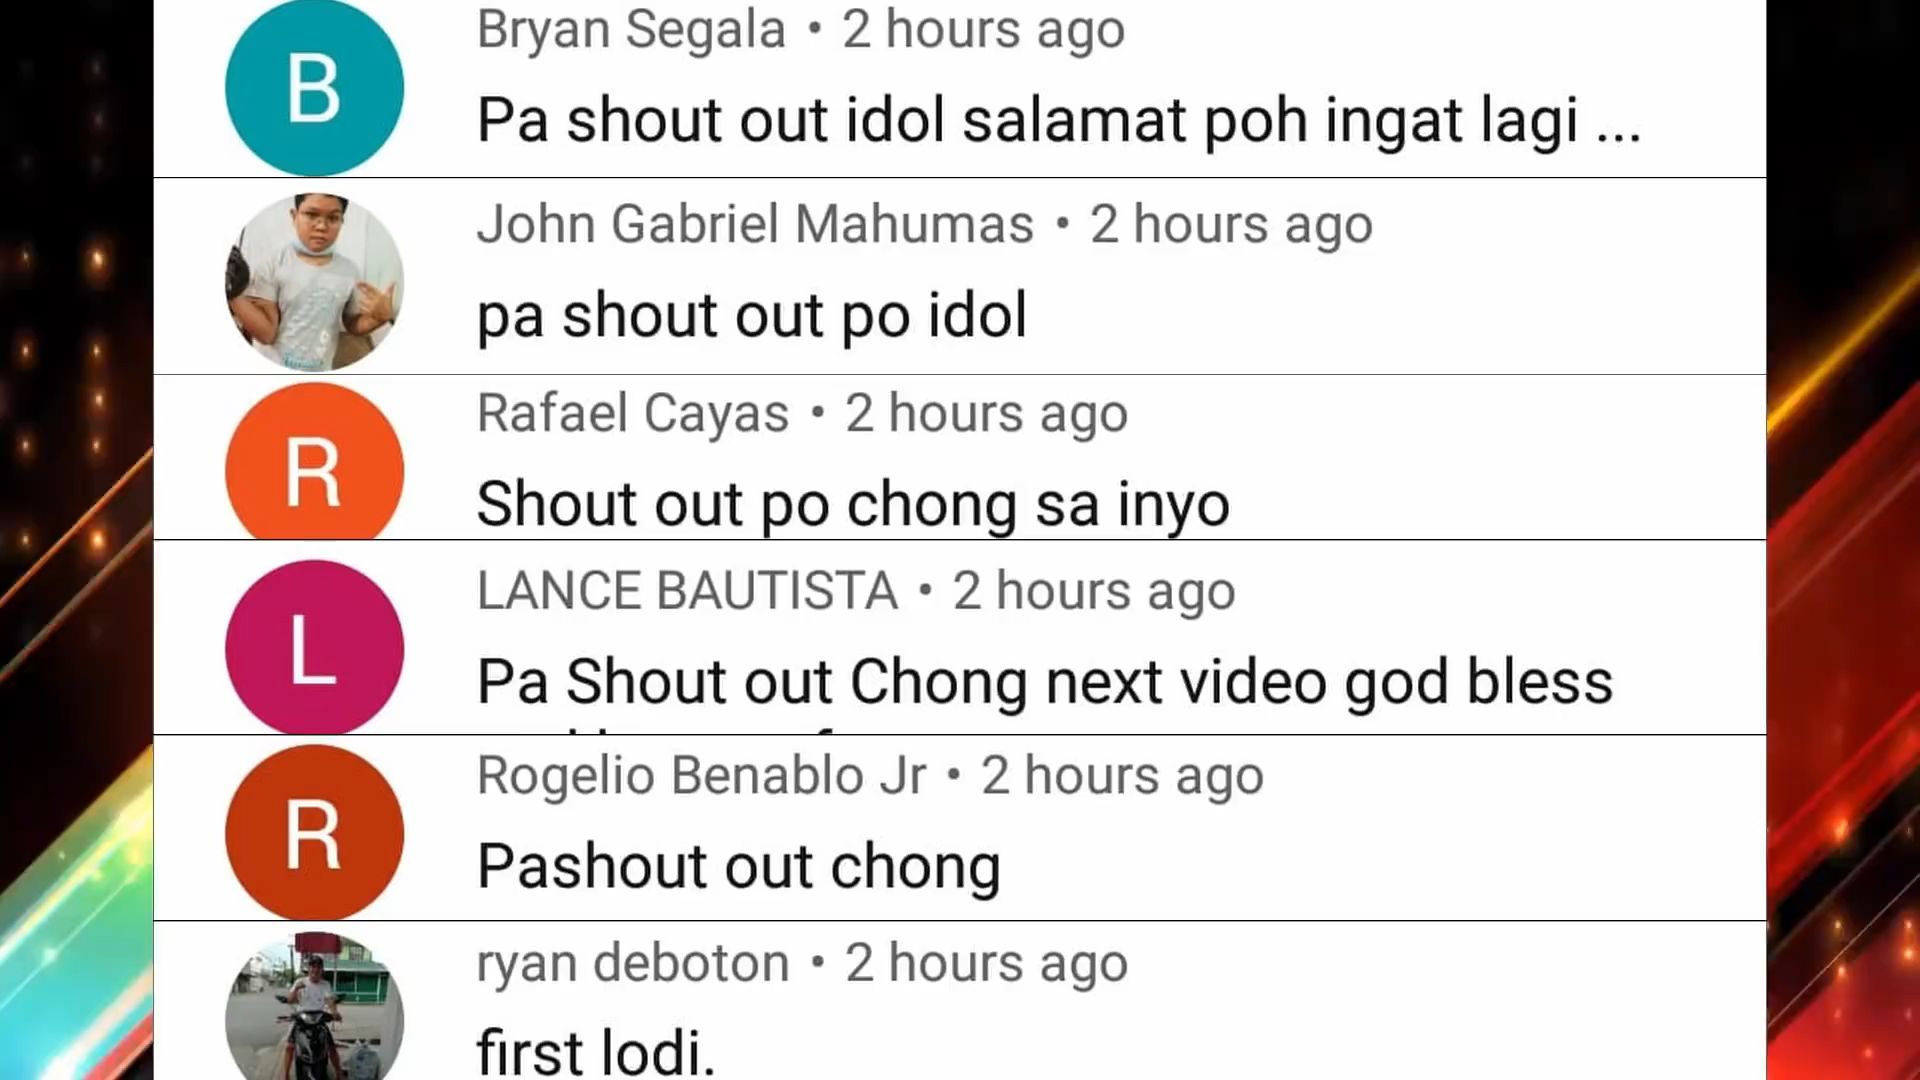 Bryan Segala • 2 hours ago
B
Pa shout out idol salamat poh ingat lagi ...
John Gabriel Mahumas • 2 hours ago
pa shout out po idol
Rafael Cayas • 2 hours ago
R
Shout out po chong sa inyo
LANCE BAUTISTA • 2 hours ago
L
Pa Shout out Chong next video god bless
Rogelio Benablo Jr • 2 hours ago
R
Pashout out chong
ryan deboton • 2 hours ago
first lodi.